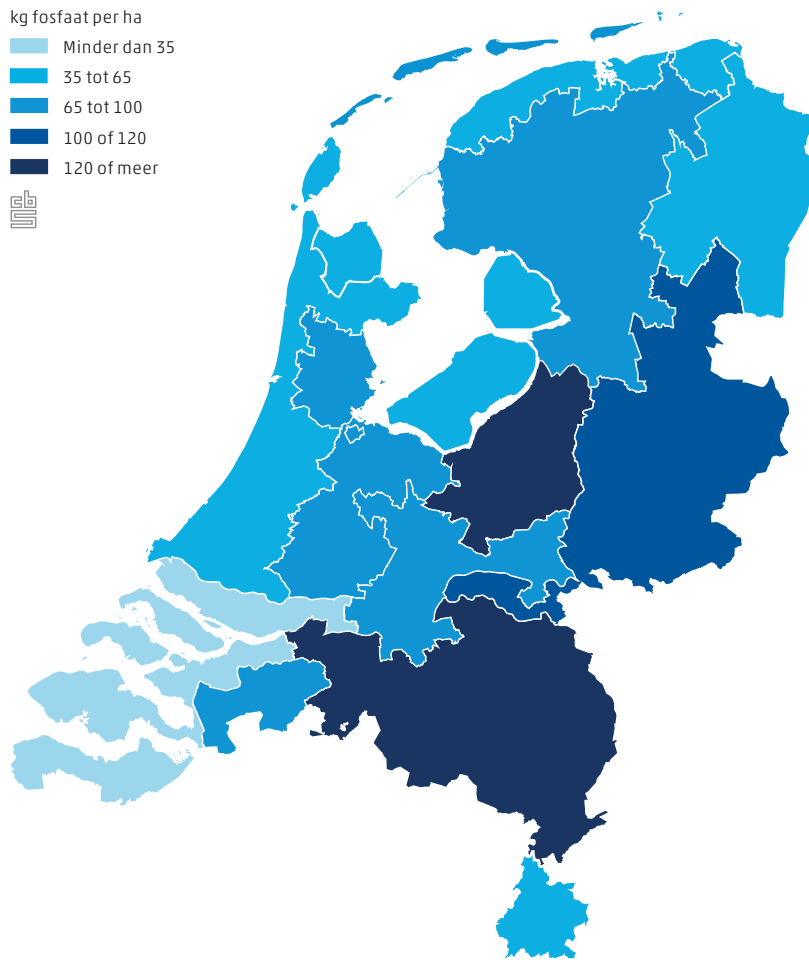 kg fosfaat per ha
Minder dan 35
35 tot 65
65 tot 100
100 of 120
120 of meer
cbs